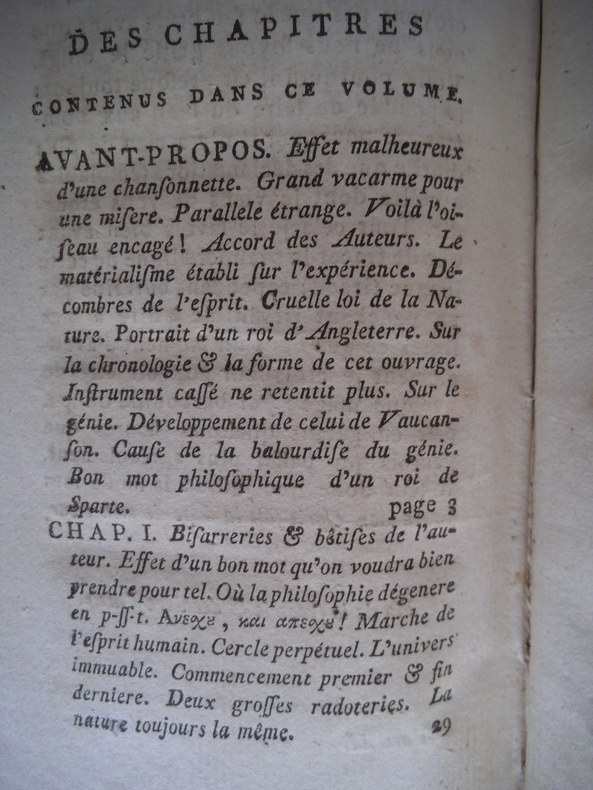 DES CHAPITRES
CONTENUS DANS CE VOLUME.
AVANT-PROPOS. Effet malheureux
d'une chanſonnette. Grand vacarme pour
une miſere. Parallele étrange. Voilà l'oi-
ſeau encagé! Accord des Auteurs. Le
matérialiſme établi ſur l'expérience. Dé-
combres de l'eſprit. Cruelle loi de la Na-
ture. Portrait d'un roi d'Angleterre. Sur
la chronologie & la forme de cet ouvrage.
Inſtrument caſſé ne retentit plus. Sur le
génie. Développement de celui de Vaucan-
ſon. Cauſe de la balourdiſe du génie.
Bon mot philoſophique d'un roi de
Sparte. page 3
CHAP. I. Biſarreries & bêtiſes de l'au-
teur. Effet d'un bon mot qu'on voudra bien
prendre pour tel. Où la philoſophie dégenere
en p-ſſ-t. Ανεχȣ, και απεχȣ! Marche de
l'eſprit humain. Cercle perpétuel. L'univers
immuable. Commencement premier & fin
derniere. Deux groſſes radoteries. La
nature toujours la même. 29